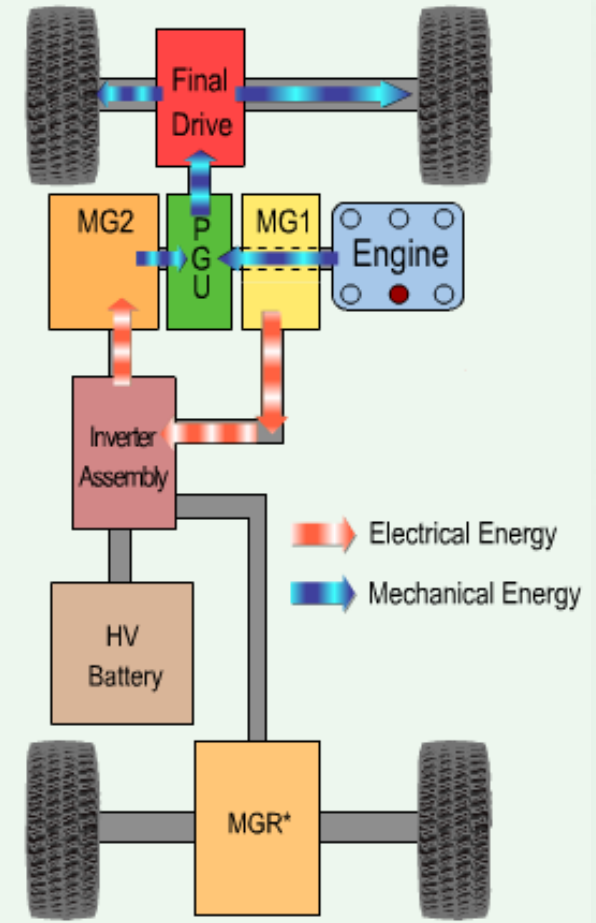 Final
Drive
MG2
P
G
U
MG1
Engine
Inverter
Assembly
Electrical Energy
Mechanical Energy
HV
Battery
MGR*